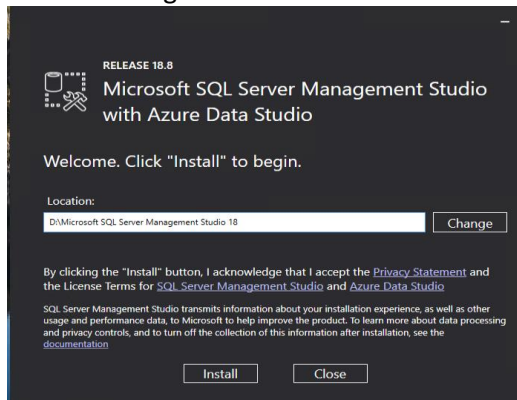 RELEASE 18.8
Microsoft SQL Server Management Studio
with Azure Data Studio
Welcome. Click "Install" to begin.
Location:
D:\Microsoft SQL Server Management Studio 18
Change
By clicking the "Install" button, I acknowledge that I accept the Privacy Statement and
the License Terms for SQL Server Management Studio and Azure Data Studio
SQL Server Management Studio transmits information about your installation experience, as well as other
usage and performance data, to Microsoft to help improve the product. To learn more about data processing
and privacy controls, and to turn off the collection of this information after installation, see the
documentation
Install
Close